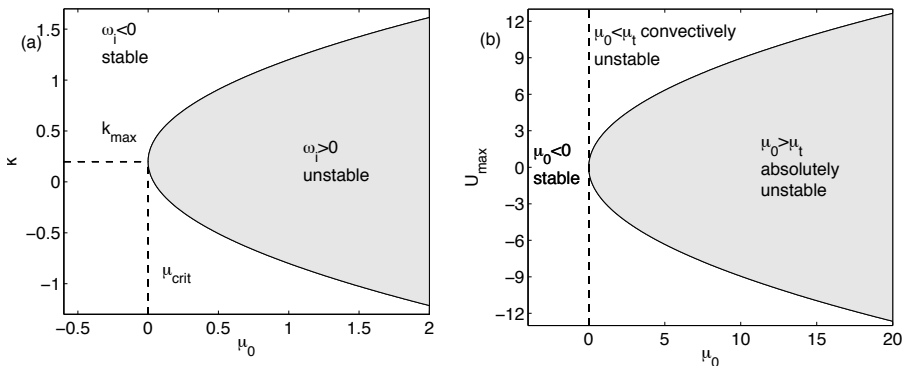 (a)
ω_i<0
stable
k_max
ω_i>0
unstable
μ_crit
κ
1.5
1
0.5
0
−0.5
−1
−0.5
0
0.5
1
1.5
2
μ_0
(b)
μ_0<μ_t convectively
unstable
μ_0<0
stable
μ_0>μ_t
absolutely
unstable
U_max
12
9
6
3
0
−3
−6
−9
−12
0
5
10
15
20
μ_0